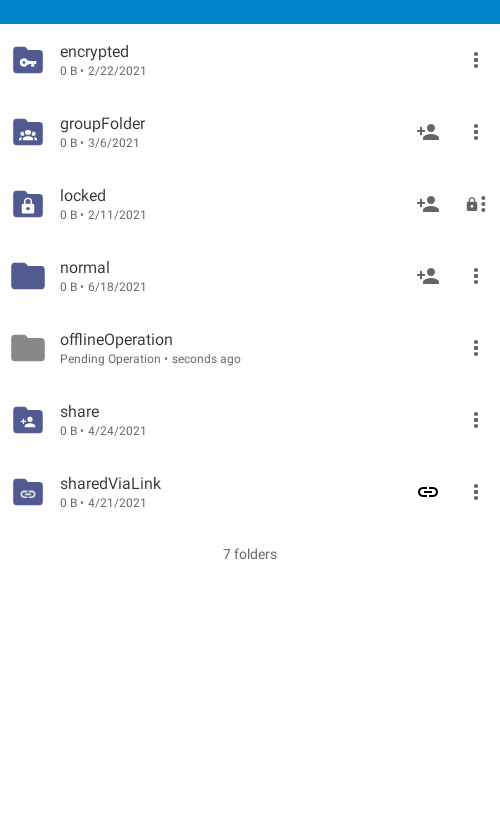 encrypted
0 B • 2/22/2021
groupFolder
0 B • 3/6/2021
locked
0 B • 2/11/2021
normal
0 B • 6/18/2021
offlineOperation
Pending Operation • seconds ago
share
0 B • 4/24/2021
sharedViaLink
0 B • 4/21/2021
7 folders